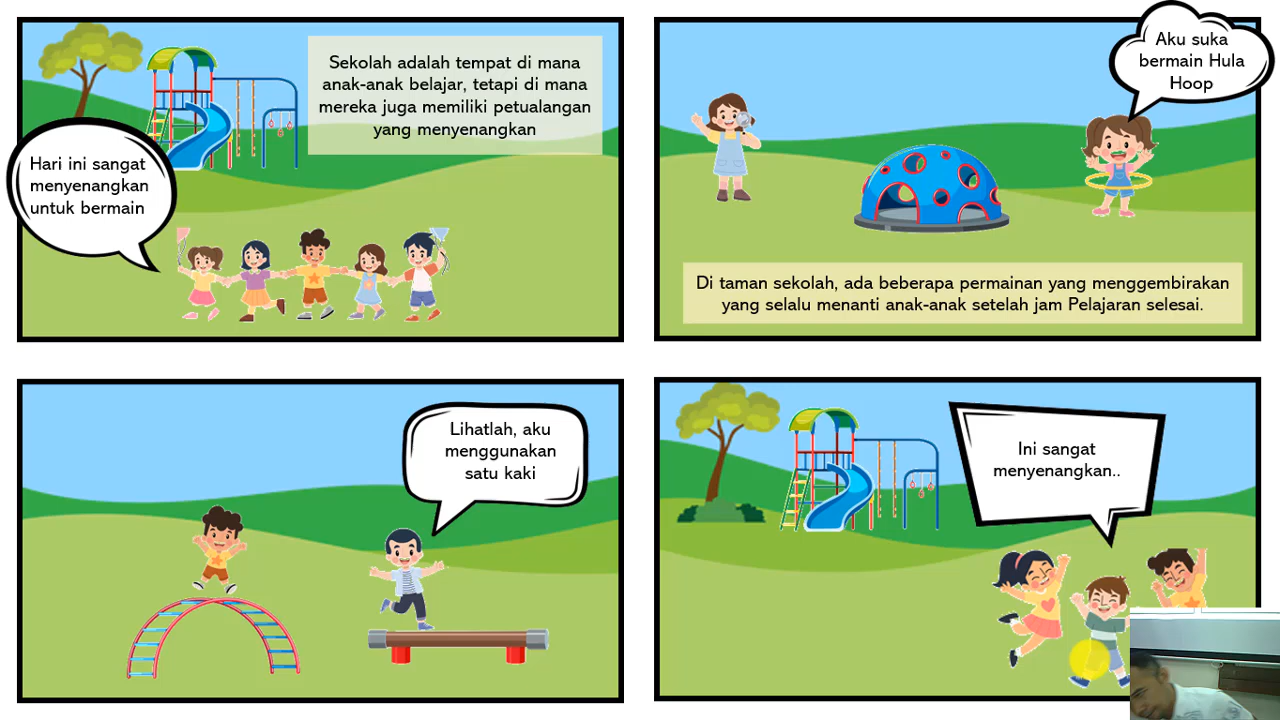 Sekolah adalah tempat di mana
anak-anak belajar, tetapi di mana
mereka juga memiliki petualangan
yang menyenangkan
Hari ini sangat
menyenangkan
untuk bermain
Aku suka
bermain Hula
Hoop
Di taman sekolah, ada beberapa permainan yang menggembirakan
yang selalu menanti anak-anak setelah jam Pelajaran selesai.
Lihatlah, aku
menggunakan
satu kaki
Ini sangat
menyenangkan..